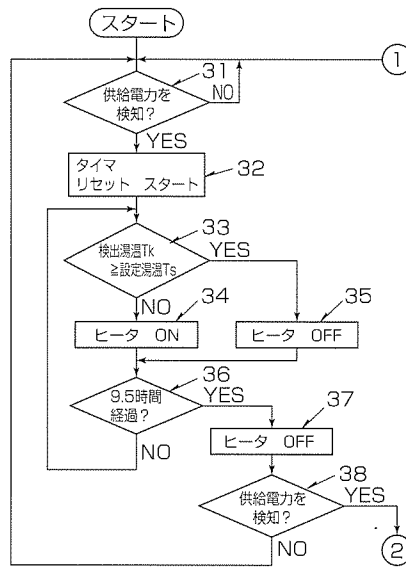 スタート
1
31
供給電力を
検知?
NO
YES
タイマ
リセット スタート
32
33
検出湯温Tk
≧設定湯温Ts
YES
NO
34
35
ヒータ ON
ヒータ OFF
36
9.5時間
経過?
YES
37
NO
ヒータ OFF
38
供給電力を
検知?
YES
NO
2